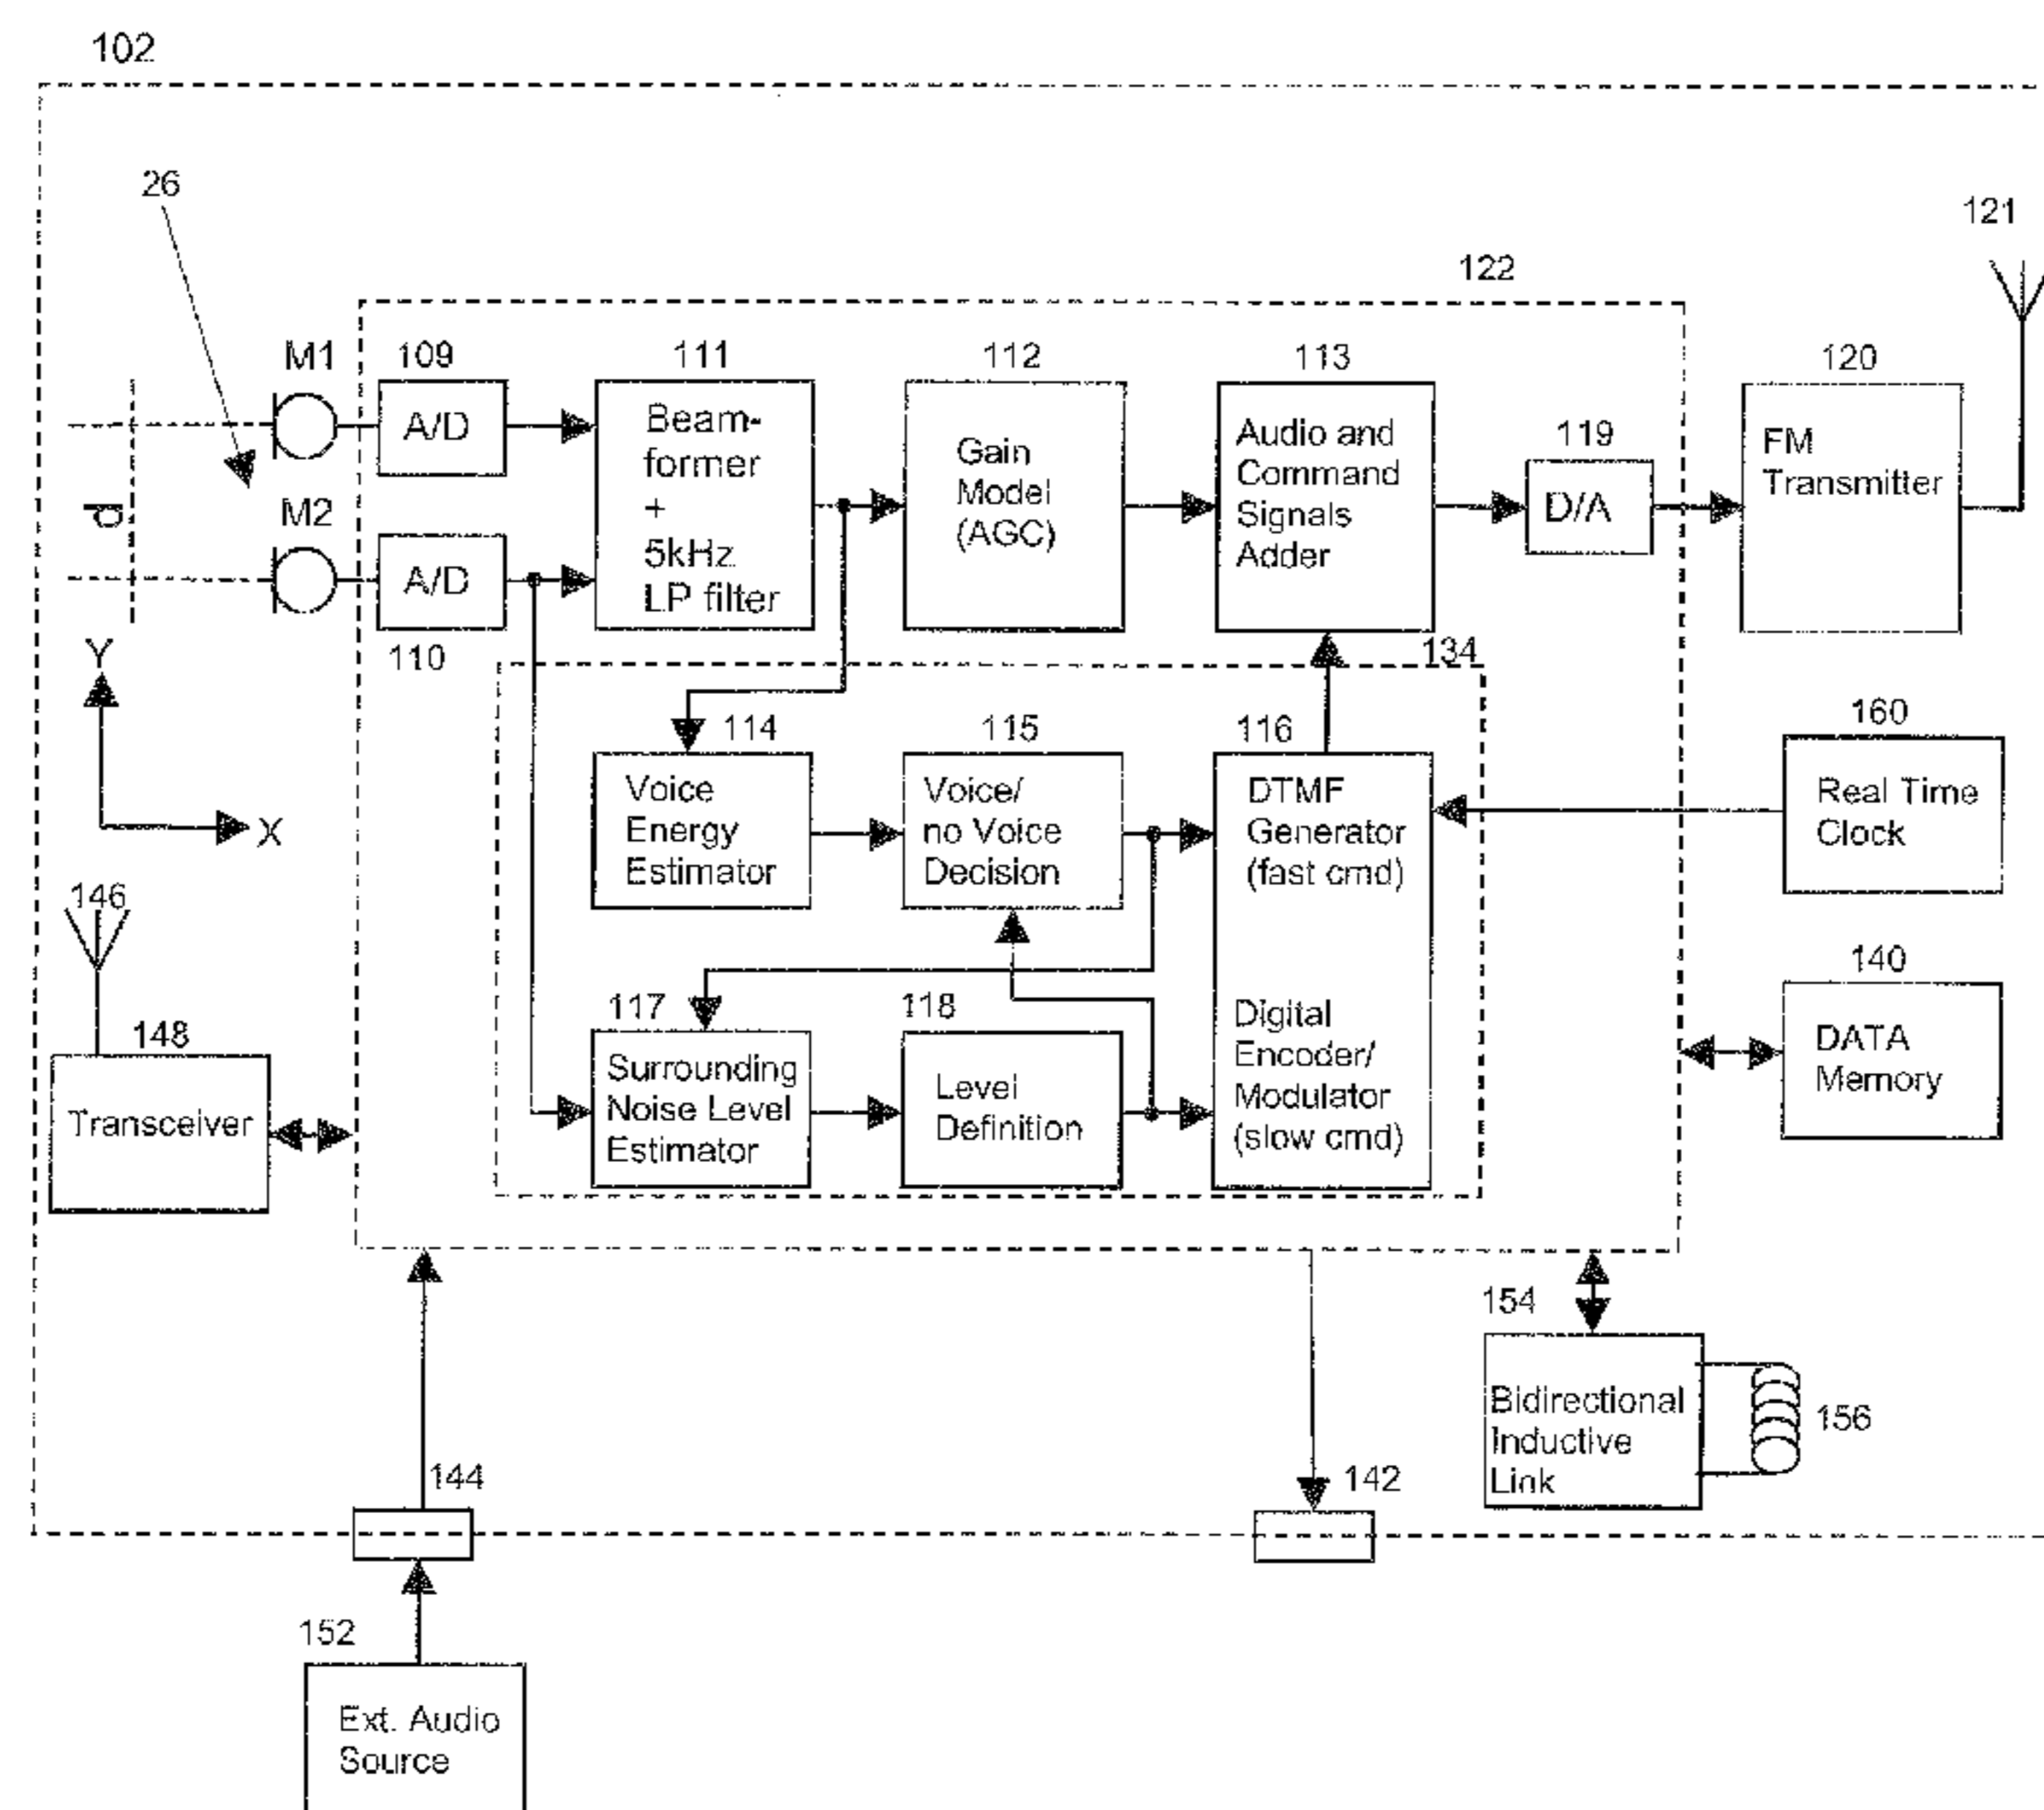 102
26
121
122
M1
109
111
112
113
120
A/D
Beam-
former
+
5kHz
LP filter
Gain
Model
(AGC)
Audio and
Command
Signals
Adder
119
D/A
FM
Transmitter
d
M2
A/D
110
134
Y
X
114
115
116
160
Voice
Energy
Estimator
Voice/
no Voice
Decision
DTMF
Generator
(fast cmd)
Real Time
Clock
146
148
Transceiver
117
118
140
Surrounding
Noise Level
Estimator
Level
Definition
Digital
Encoder/
Modulator
(slow cmd)
DATA
Memory
154
Bidirectional
Inductive
Link
156
144
142
152
Ext. Audio
Source